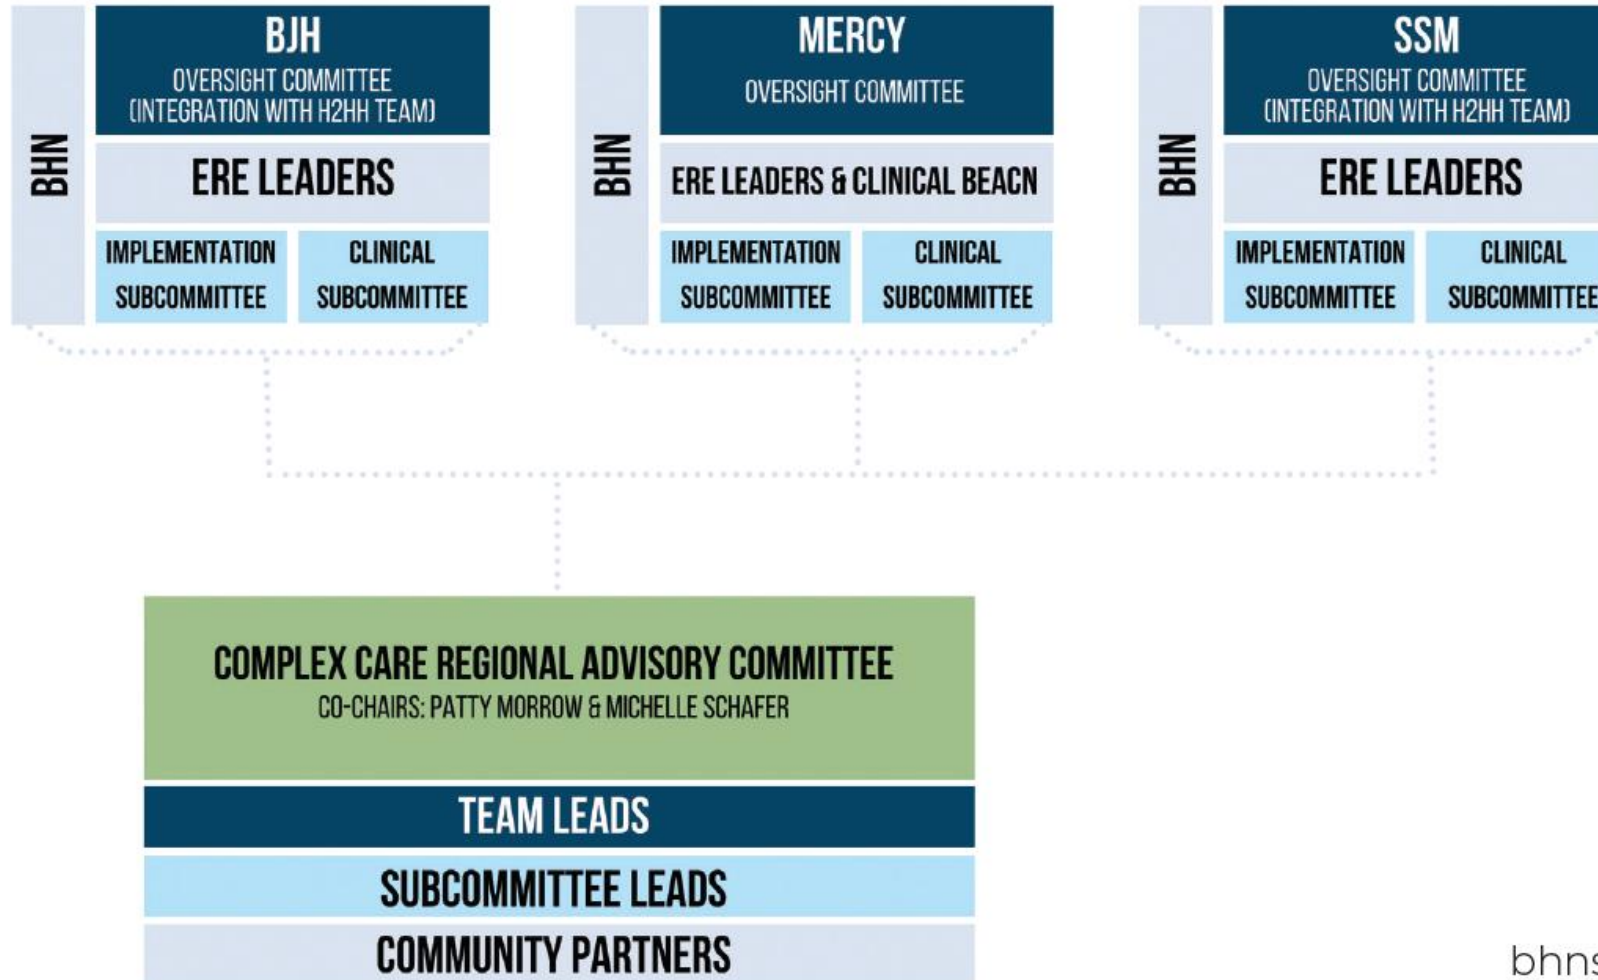 BHN
BJH
OVERSIGHT COMMITTEE
(INTEGRATION WITH H2HH TEAM)
ERE LEADERS
IMPLEMENTATION
SUBCOMMITTEE
CLINICAL
SUBCOMMITTEE
BHN
MERCY
OVERSIGHT COMMITTEE
ERE LEADERS & CLINICAL BEACN
IMPLEMENTATION
SUBCOMMITTEE
CLINICAL
SUBCOMMITTEE
BHN
SSM
OVERSIGHT COMMITTEE
(INTEGRATION WITH H2HH TEAM)
ERE LEADERS
IMPLEMENTATION
SUBCOMMITTEE
CLINICAL
SUBCOMMITTEE
COMPLEX CARE REGIONAL ADVISORY COMMITTEE
CO-CHAIRS: PATTY MORROW & MICHELLE SCHAFER
TEAM LEADS
SUBCOMMITTEE LEADS
COMMUNITY PARTNERS
bhns